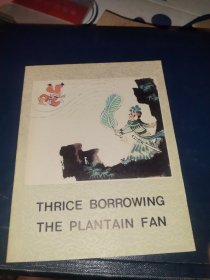 THRICE BORROWING
THE PLANTAIN FAN